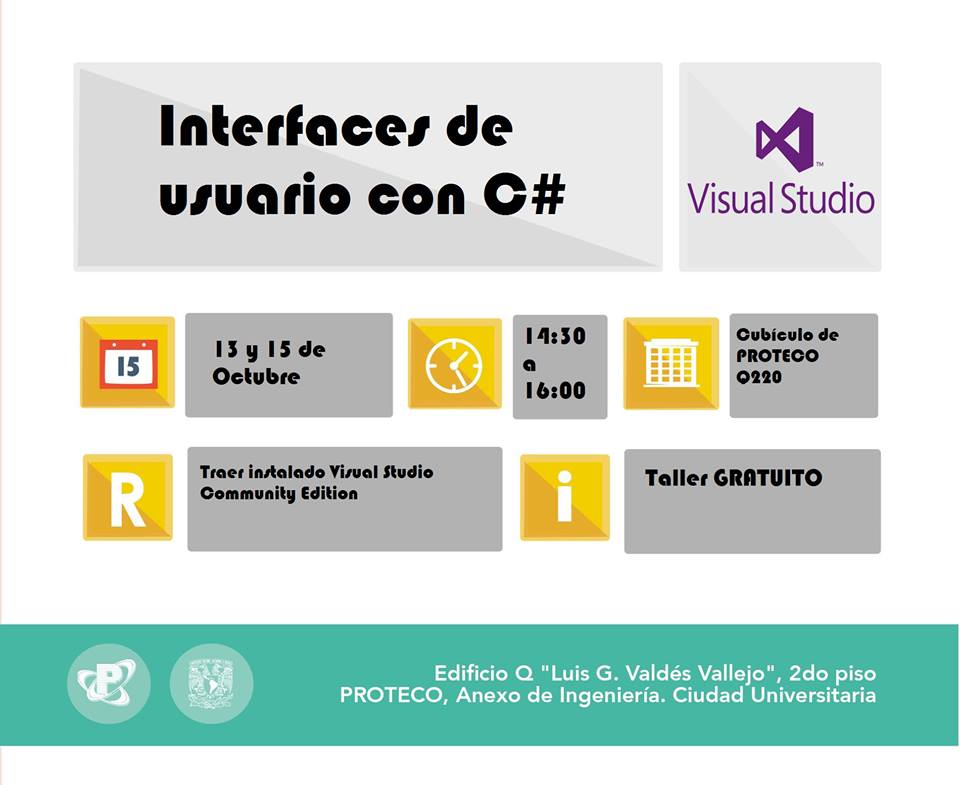 Interfaces de
usuario con C#
Visual Studio
™
15
13 y 15 de
Octubre
14:30
a
16:00
Cubículo de
PROTECO
Q220
R
Traer instalado Visual Studio
Community Edition
i
Taller GRATUITO
P
Edificio Q "Luis G. Valdés Vallejo", 2do piso
PROTECO, Anexo de Ingeniería. Ciudad Universitaria